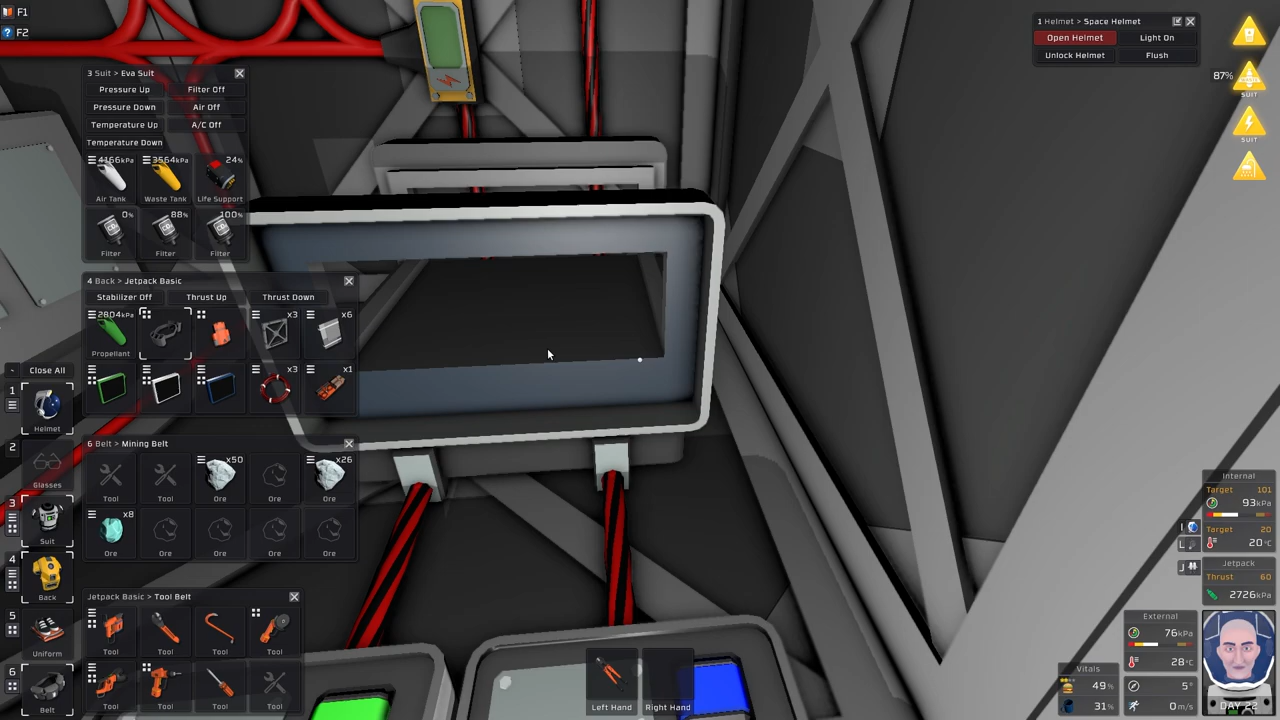 F1
F2
3 Suit > Eva Suit
Pressure Up Filter Off
Pressure Down Air Off
Temperature Up A/C Off
Temperature Down
4166kPa 3564kPa 24%
Air Tank Waste Tank Life Support
0% 88% 100%
Filter Filter Filter
4 Back > Jetpack Basic
Stabilizer Off Thrust Up Thrust Down
2804kPa x3 x6
Propellant
x3 x1
6 Belt > Mining Belt
x50 x26
Tool Tool Ore Ore Ore
x8
Ore Ore Ore Ore Ore
Jetpack Basic > Tool Belt
Tool Tool Tool Tool
Tool Tool Tool Tool
- Close All
1
Helmet
2
Glasses
3
Suit
4
Back
5
Uniform
6
Belt
Left Hand Right Hand
1 Helmet > Space Helmet
Open Helmet Light On
Unlock Helmet Flush
87% WASTE
SUIT
SUIT
Internal
Target 101
93kPa
Target 20
20°C
Jetpack
Thrust 60
2726kPa
External
76kPa
28°C
5°
0m/s
Vitals
49%
31%
DAY 22